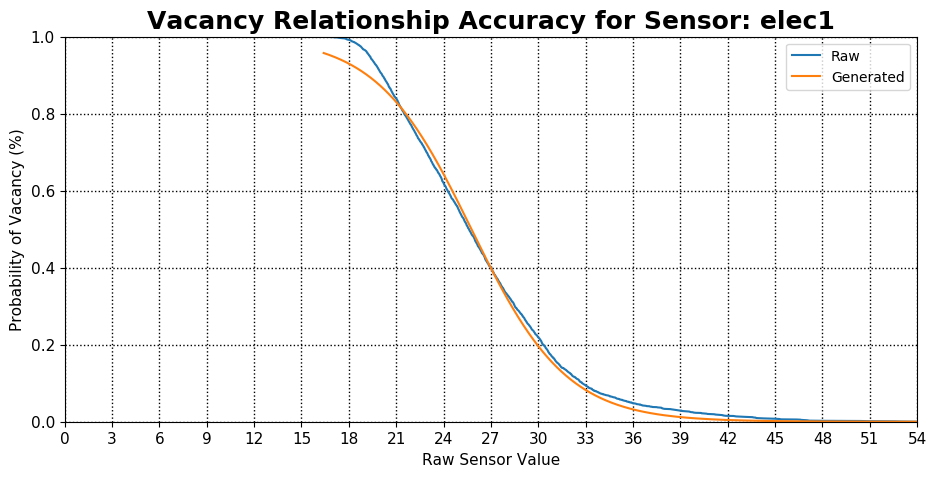 Vacancy Relationship Accuracy for Sensor: elec1
Probability of Vacancy (%)
1.0
0.8
0.6
0.4
0.2
0.0
Raw
Generated
0 3 6 9 12 15 18 21 24 27 30 33 36 39 42 45 48 51 54
Raw Sensor Value